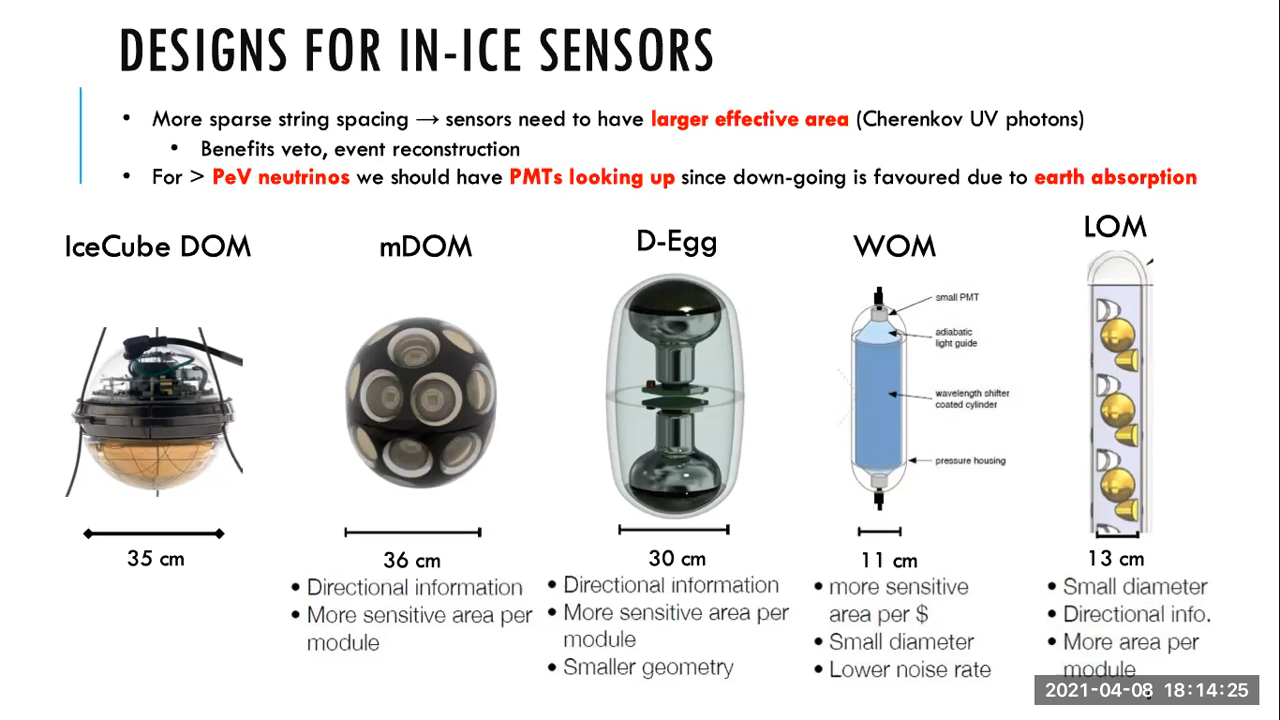 DESIGNS FOR IN-ICE SENSORS
• More sparse string spacing → sensors need to have larger effective area (Cherenkov UV photons)
• Benefits veto, event reconstruction
• For > PeV neutrinos we should have PMTs looking up since down-going is favoured due to earth absorption
IceCube DOM
35 cm
mDOM
36 cm
• Directional information
• More sensitive area per
module
D-Egg
30 cm
• Directional information
• More sensitive area per
module
• Smaller geometry
WOM
small PMT
adiabatic
light guide
wavelength shifter
coated cylinder
pressure housing
11 cm
• more sensitive
area per $
• Small diameter
• Lower noise rate
LOM
13 cm
• Small diameter
• Directional info.
• More area per
module
2021-04-08 18:14:25